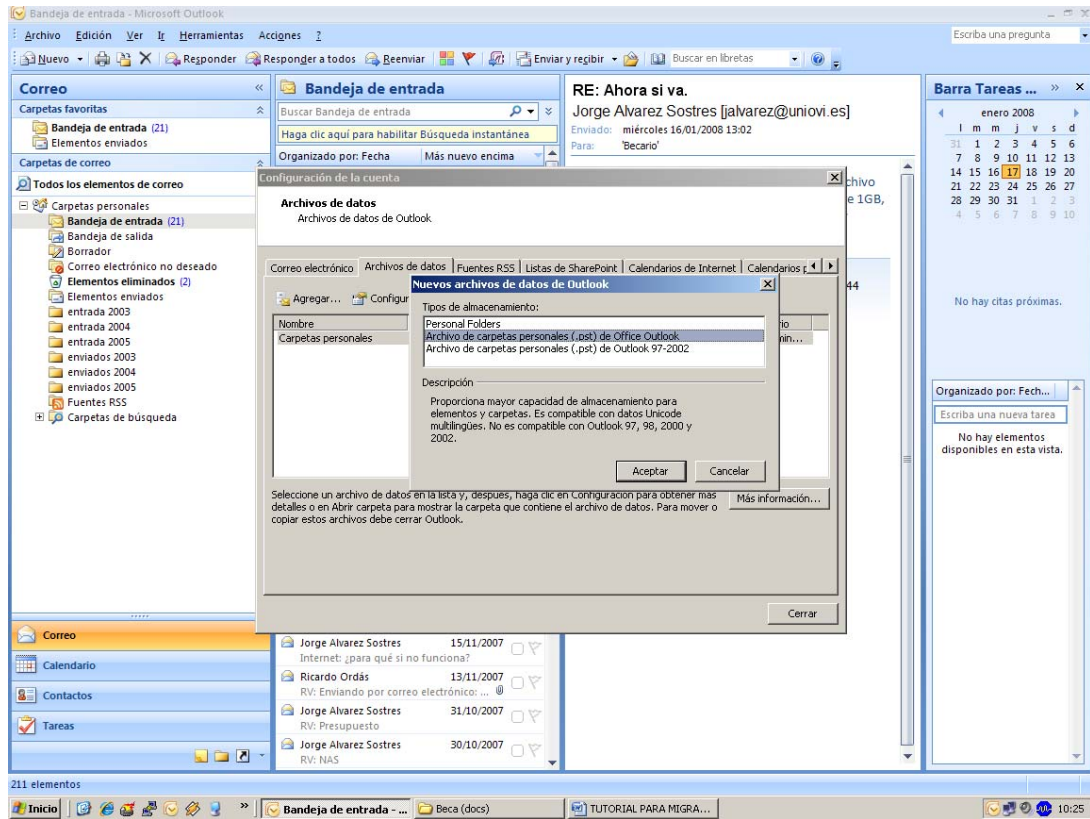 Bandeja de entrada - Microsoft Outlook
Archivo Edición Ver Ir Herramientas Acciones ?
Escriba una pregunta
Nuevo Responder Responder a todos Reenviar Enviar y recibir Buscar en libretas
Correo
Carpetas favoritas
Bandeja de entrada (21)
Elementos enviados
Carpetas de correo
Todos los elementos de correo
Carpetas personales
Bandeja de entrada (21)
Bandeja de salida
Borrador
Correo electrónico no deseado
Elementos eliminados (2)
Elementos enviados
entrada 2003
entrada 2004
entrada 2005
enviados 2003
enviados 2004
enviados 2005
Fuentes RSS
Carpetas de búsqueda
Correo
Calendario
Contactos
Tareas
Bandeja de entrada
Buscar Bandeja de entrada
Haga clic aquí para habilitar Búsqueda instantánea
Organizado por: Fecha Más nuevo encima
Jorge Alvarez Sostres 15/11/2007
Internet: ¿para qué si no funciona?
Ricardo Ordás 13/11/2007
RV: Enviando por correo electrónico: ...
Jorge Alvarez Sostres 31/10/2007
RV: Presupuesto
Jorge Alvarez Sostres 30/10/2007
RV: NAS
RE: Ahora si va.
Jorge Alvarez Sostres [jalvarez@uniovi.es]
Enviado: miércoles 16/01/2008 13:02
Para: 'Becario'
chivo
e 1GB,
44
Configuración de la cuenta
Archivos de datos
Archivos de datos de Outlook
Correo electrónico Archivos de datos Fuentes RSS Listas de SharePoint Calendarios de Internet Calendarios p
Agregar... Configur
Nombre io
Carpetas personales min...
Seleccione un archivo de datos en la lista y, después, haga clic en Configuración para obtener más
detalles o en Abrir carpeta para mostrar la carpeta que contiene el archivo de datos. Para mover o
copiar estos archivos debe cerrar Outlook.
Más información...
Cerrar
Nuevos archivos de datos de Outlook
Tipos de almacenamiento:
Personal Folders
Archivo de carpetas personales (.pst) de Office Outlook
Archivo de carpetas personales (.pst) de Outlook 97-2002
Descripción
Proporciona mayor capacidad de almacenamiento para
elementos y carpetas. Es compatible con datos Unicode
multilingües. No es compatible con Outlook 97, 98, 2000 y
2002.
Aceptar Cancelar
Barra Tareas ...
enero 2008
l m m j v s d
31 1 2 3 4 5 6
7 8 9 10 11 12 13
14 15 16 17 18 19 20
21 22 23 24 25 26 27
28 29 30 31 1 2 3
4 5 6 7 8 9 10
No hay citas próximas.
Organizado por: Fech...
Escriba una nueva tarea
No hay elementos
disponibles en esta vista.
211 elementos
Inicio Bandeja de entrada - ... Beca (docs) TUTORIAL PARA MIGRA... 10:25